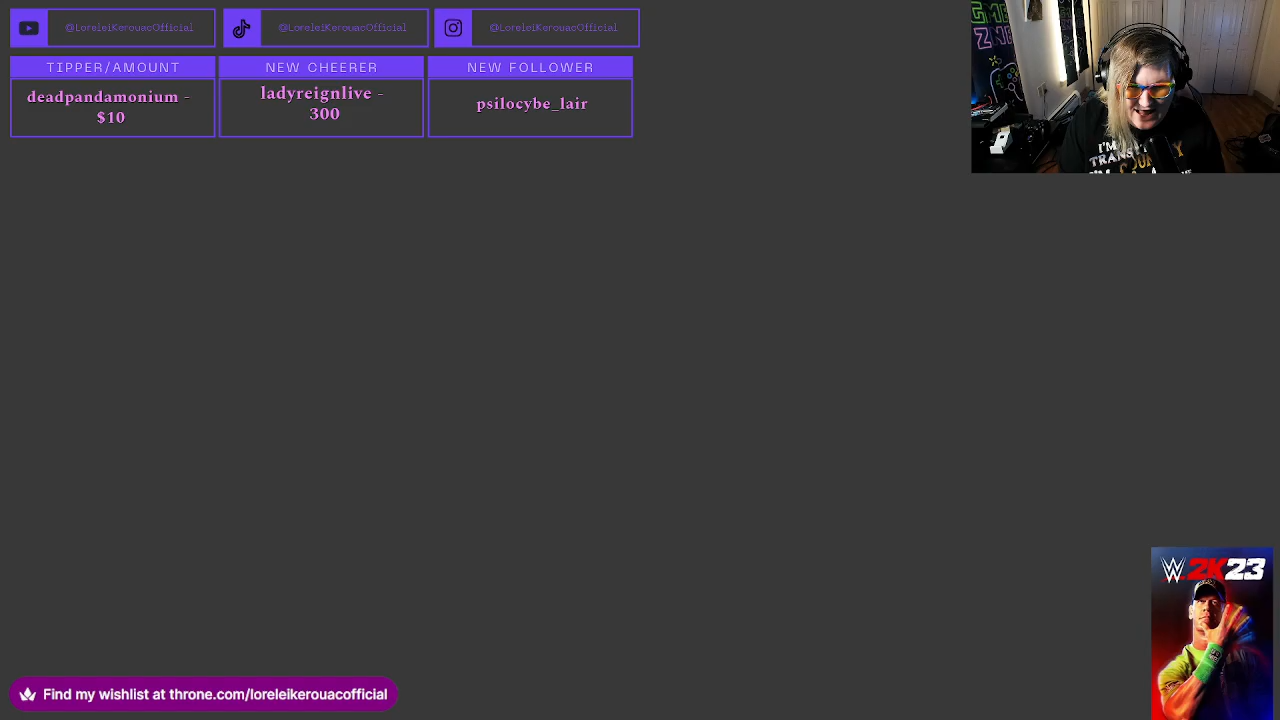 @LoreleiKerouacOfficial
@LoreleiKerouacOfficial
@LoreleiKerouacOfficial
TIPPER/AMOUNT
NEW CHEERER
NEW FOLLOWER
deadpandamonium -
$10
ladyreignlive -
300
psilocybe_lair
I'M
TRANS
W 2K23
Find my wishlist at throne.com/loreleikerouacofficial